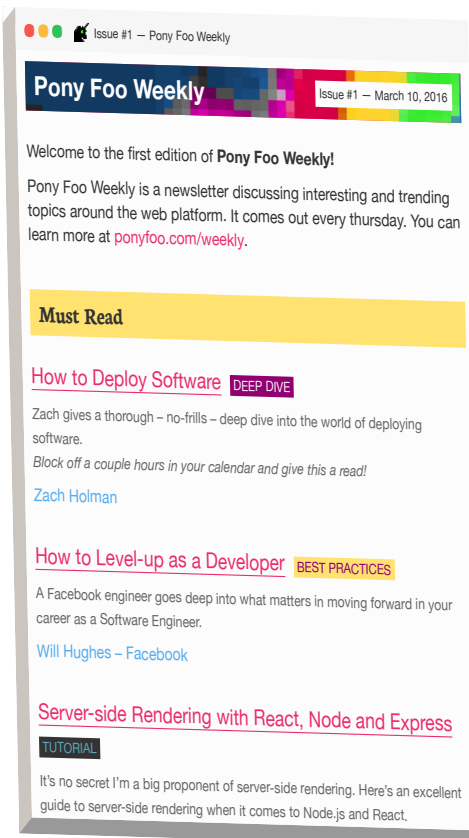 Issue #1 — Pony Foo Weekly
Pony Foo Weekly
Issue #1 — March 10, 2016
Welcome to the first edition of Pony Foo Weekly!
Pony Foo Weekly is a newsletter discussing interesting and trending
topics around the web platform. It comes out every thursday. You can
learn more at ponyfoo.com/weekly.
Must Read
How to Deploy Software DEEP DIVE
Zach gives a thorough – no-frills – deep dive into the world of deploying
software.
Block off a couple hours in your calendar and give this a read!
Zach Holman
How to Level-up as a Developer BEST PRACTICES
A Facebook engineer goes deep into what matters in moving forward in your
career as a Software Engineer.
Will Hughes – Facebook
Server-side Rendering with React, Node and Express
TUTORIAL
It's no secret I'm a big proponent of server-side rendering. Here's an excellent
guide to server-side rendering when it comes to Node.js and React.